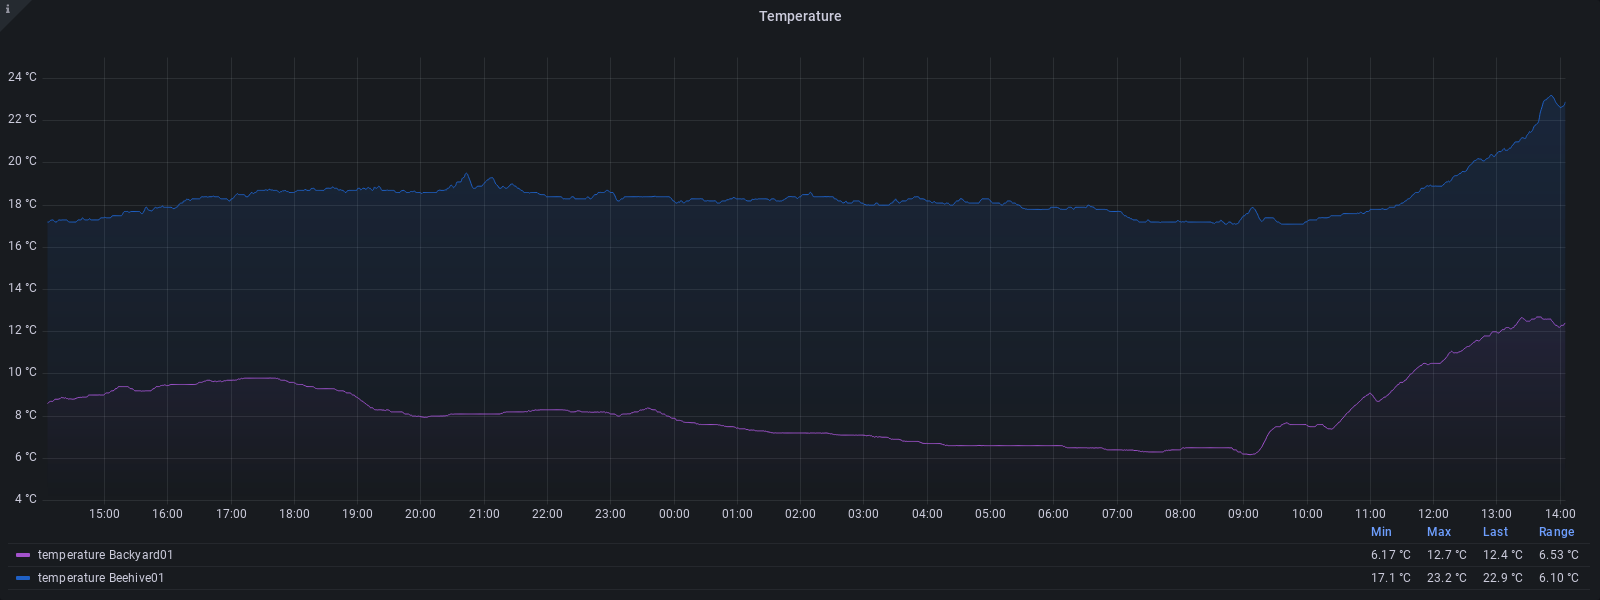 i
Temperature
24 °C
22 °C
20 °C
18 °C
16 °C
14 °C
12 °C
10 °C
8 °C
6 °C
4 °C
15:00 16:00 17:00 18:00 19:00 20:00 21:00 22:00 23:00 00:00 01:00 02:00 03:00 04:00 05:00 06:00 07:00 08:00 09:00 10:00 11:00 12:00 13:00 14:00
Min Max Last Range
temperature Backyard01 6.17 °C 12.7 °C 12.4 °C 6.53 °C
temperature Beehive01 17.1 °C 23.2 °C 22.9 °C 6.10 °C